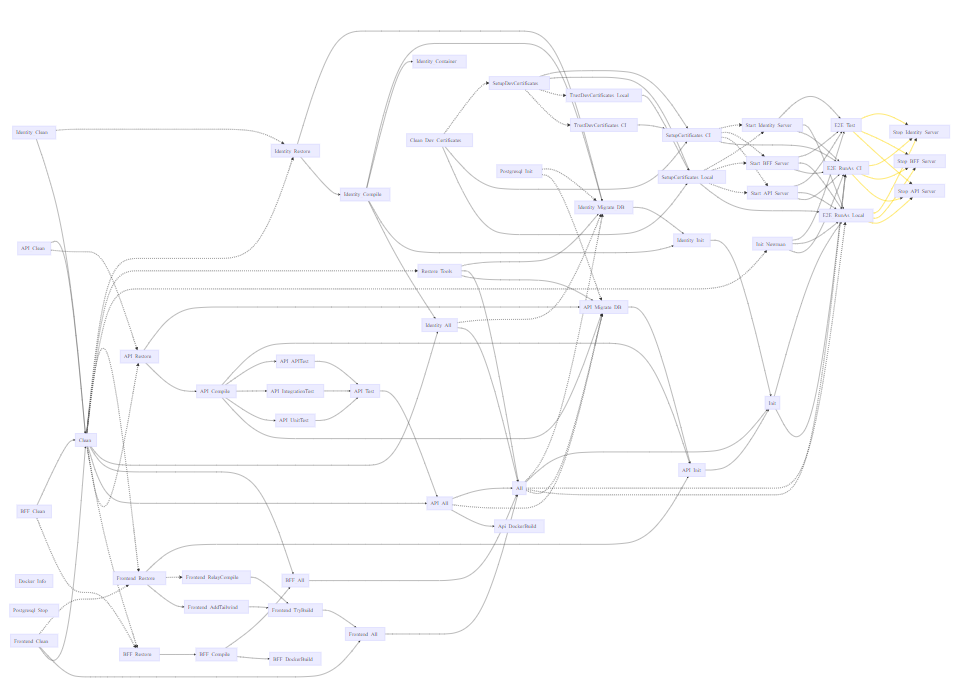 Identity Container
SetupDevCertificates
TrustDevCertificates Local
TrustDevCertificates CI
Start Identity Server
E2E Test
Stop Identity Server
Identity Clean
SetupCertificates CI
Clean Dev Certificates
Identity Restore
Start BFF Server
Stop BFF Server
E2E RunAs CI
Postgresql Init
SetupCertificates Local
Identity Compile
Start API Server
Stop API Server
Identity Migrate DB
E2E RunAs Local
Identity Init
Init Newman
API Clean
Restore Tools
API Migrate DB
Identity All
API Restore
API APITest
API Compile
API IntegrationTest
API Test
Init
API UnitTest
Clean
API Init
All
API All
BFF Clean
Api DockerBuild
Docker Info
Frontend Restore
Frontend RelayCompile
BFF All
Postgresql Stop
Frontend AddTailwind
Frontend TryBuild
Frontend Clean
Frontend All
BFF Restore
BFF Compile
BFF DockerBuild